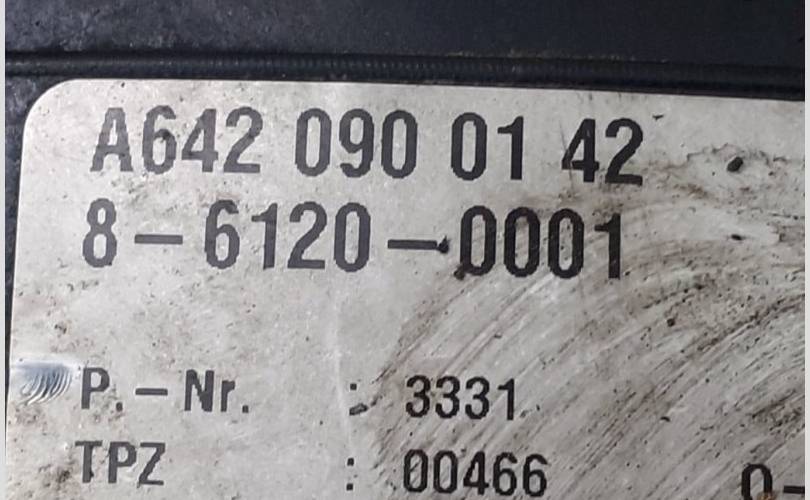 A642 090 01 42
8-6120-0001
P.-Nr. : 3331
TPZ : 00466